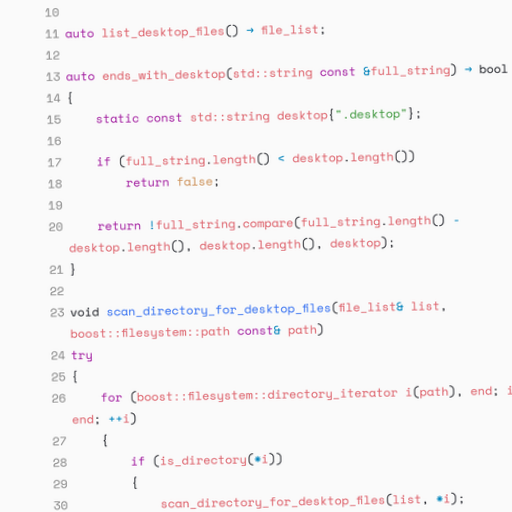 10
11 auto list_desktop_files() → file_list;
12
13 auto ends_with_desktop(std::string const &full_string) → bool
14 {
15 static const std::string desktop{".desktop"};
16
17 if (full_string.length() < desktop.length())
18 return false;
19
20 return !full_string.compare(full_string.length() -
desktop.length(), desktop.length(), desktop);
21 }
22
23 void scan_directory_for_desktop_files(file_list& list,
boost::filesystem::path const& path)
24 try
25 {
26 for (boost::filesystem::directory_iterator i(path), end; i
end; ++i)
27 {
28 if (is_directory(*i))
29 {
30 scan_directory_for_desktop_files(list, *i);